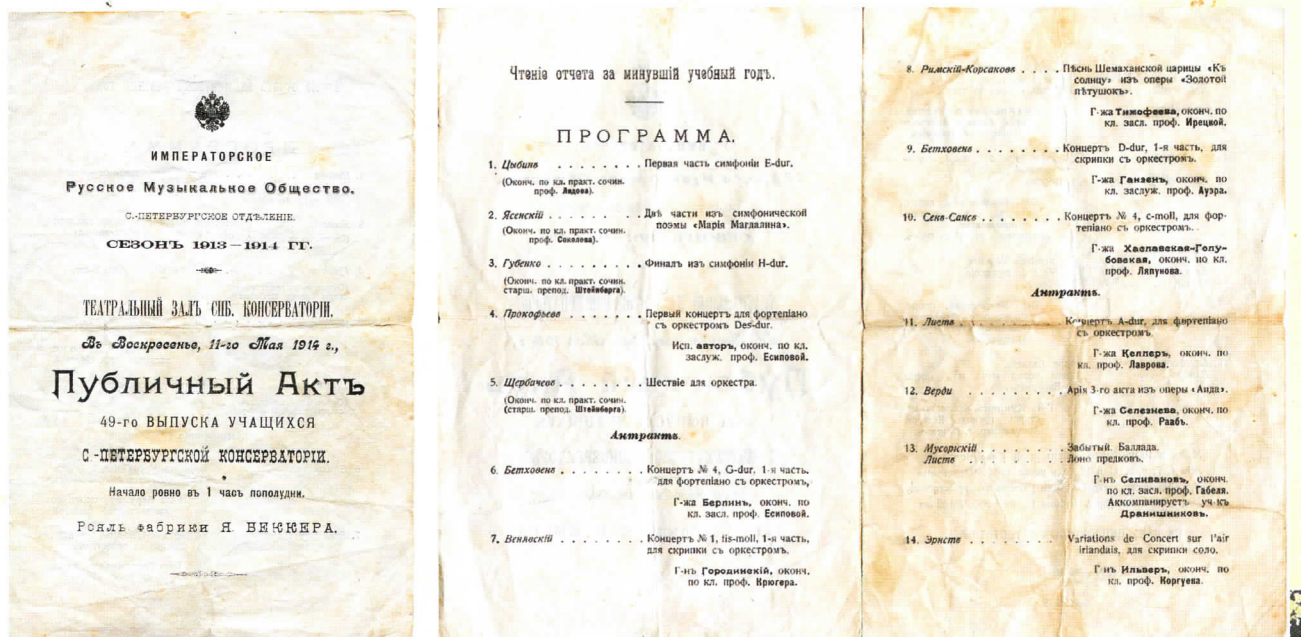 ИМПЕРАТОРСКОЕ
Русское Музыкальное Общество.
С.-ПЕТЕРБУРГСКОЕ ОТДѢЛЕНІЕ.
СЕЗОНЪ 1913—1914 ГГ.
ТЕАТРАЛЬНЫЙ ЗАЛЪ СПБ. КОНСЕРВАТОРІИ.
Въ Воскресенье, 11-го Мая 1914 г.,
Публичный Актъ
49-го ВЫПУСКА УЧАЩИХСЯ
С.-ПЕТЕРБУРГСКОЙ КОНСЕРВАТОРІИ.
Начало ровно въ 1 часъ пополудни.
Рояль фабрики Я. БЕККЕРА.
Чтеніе отчета за минувшій учебный годъ.
ПРОГРАММА.
1. Цыбинъ . . . . . . . . Первая часть симфоніи E-dur.
(Оконч. по кл. практ. сочин.
проф. Лядова).
2. Ясенскій . . . . . . . . Двѣ части изъ симфонической
поэмы «Марія Магдалина».
(Оконч. по кл. практ. сочин.
проф. Соколова).
3. Губенко . . . . . . . . . Финалъ изъ симфоніи H-dur.
(Оконч. по кл. практ. сочин.
старш. препод. Штейнберга).
4. Прокофьевъ . . . . . . . Первый концертъ для фортепіано
съ оркестромъ Des-dur.
Исп. авторъ, оконч. по кл.
заслуж. проф. Есиповой.
5. Щербачевъ . . . . . . . . Шествіе для оркестра.
(Оконч. по кл. практ. сочин.
(старш. препод. Штейнберга).
Антрактъ.
6. Бетховенъ . . . . . . . . Концертъ № 4, G-dur, 1-я часть,
для фортепіано съ оркестромъ,
Г-жа Берлинъ, оконч. по
кл. засл. проф. Есиповой.
7. Венявскій . . . . . . . . Концертъ № 1, fis-moll, 1-я часть,
для скрипки съ оркестромъ.
Г-нъ Городинскій, оконч.
по кл. проф. Крюгера.
8. Римскій-Корсаковъ . . . . Пѣснь Шемаханской царицы «Къ
солнцу» изъ оперы «Золотой
пѣтушокъ».
Г-жа Тимофеева, оконч. по
кл. засл. проф. Ирецкой.
9. Бетховенъ . . . . . . . . Концертъ D-dur, 1-я часть, для
скрипки съ оркестромъ.
Г-жа Ганзенъ, оконч. по
кл. заслуж. проф. Ауэра.
10. Сенъ-Сансъ . . . . . . . . Концертъ № 4, c-moll, для фор-
тепіано съ оркестромъ.
Г-жа Хаславская-Голу-
бовская, оконч. по кл.
проф. Ляпунова.
Антрактъ.
11. Листъ . . . . . . . . . . Концертъ A-dur, для фортепіано
съ оркестромъ.
Г-жа Келлеръ, оконч. по
кл. проф. Лаврова.
12. Верди . . . . . . . . . Арія 3-го акта изъ оперы «Аида».
Г-жа Селезнева, оконч. по
кл. проф. Раабъ.
13. Мусоргскій . . . . . . . Забытый. Баллада.
Листъ . . . . . . . . . . Лоно предковъ.
Г-нъ Селивановъ, оконч.
по кл. засл. проф. Габеля.
Аккомпанируетъ уч-къ
Дранишниковъ.
14. Эрнстъ . . . . . . . . . Variations de Concert sur l'air
irlandais, для скрипки соло.
Г-нъ Ильверъ, оконч. по
кл. проф. Коргуева.